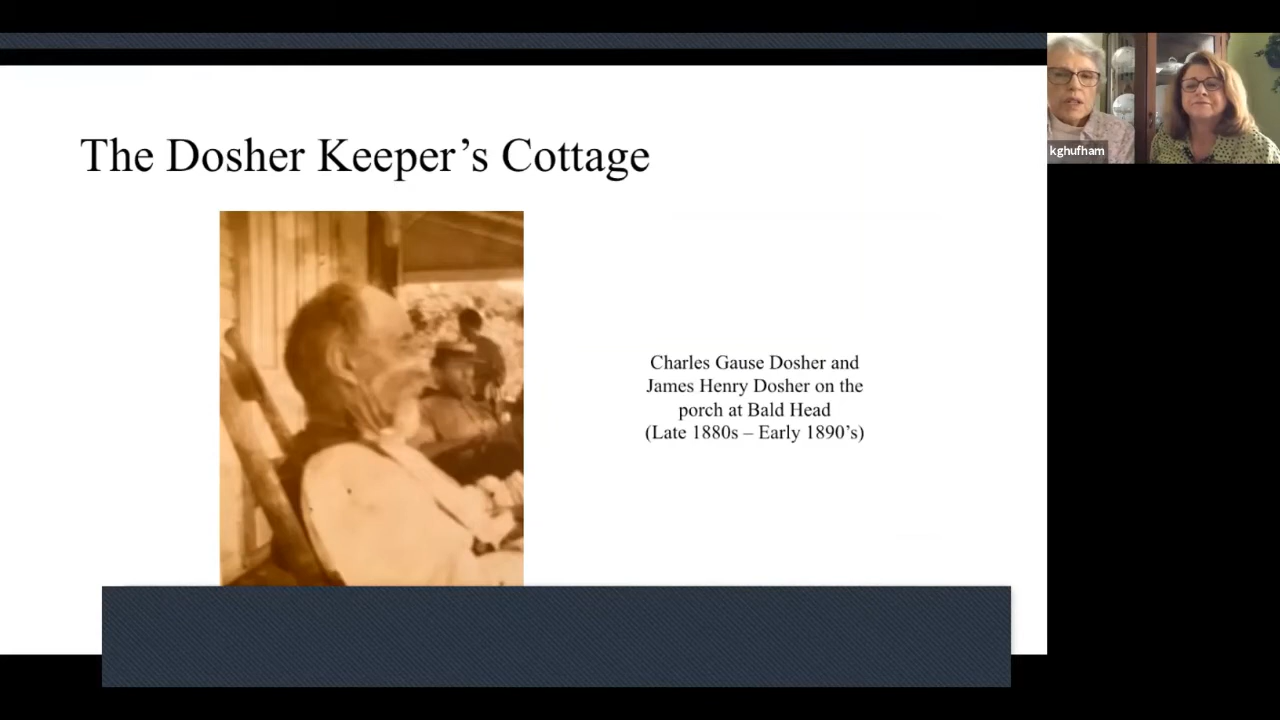 kghufham
The Dosher Keeper’s Cottage
Charles Gause Dosher and
James Henry Dosher on the
porch at Bald Head
(Late 1880s – Early 1890’s)